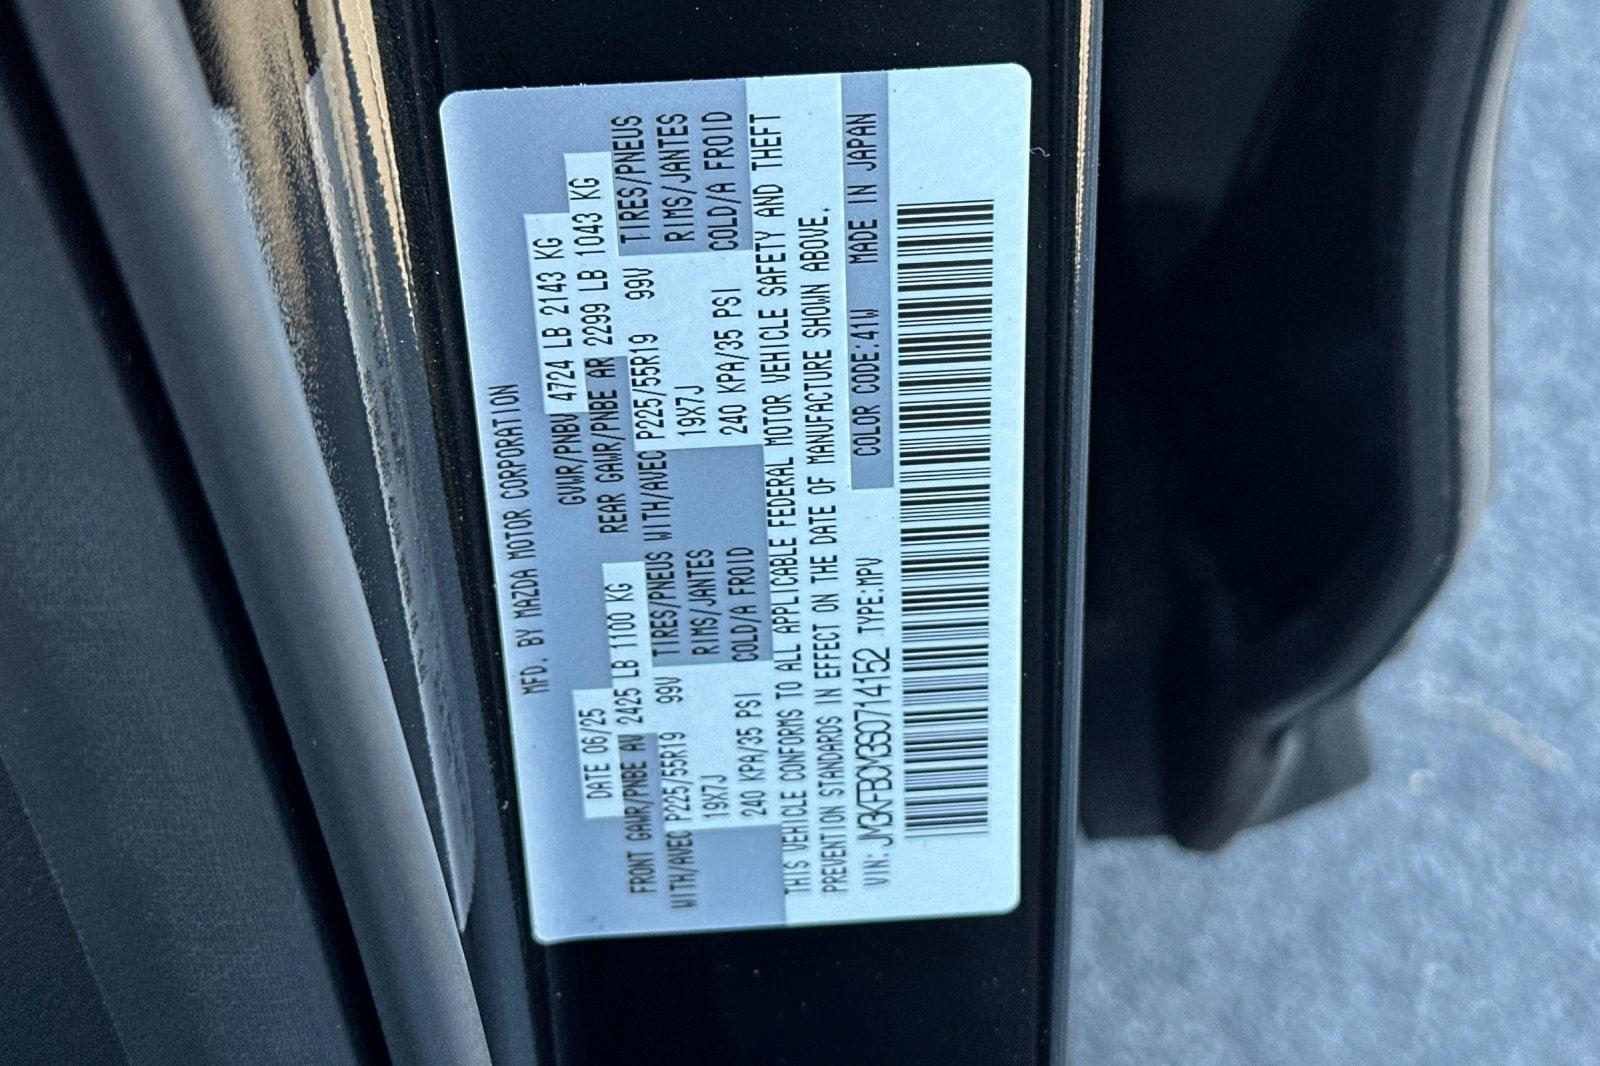 MFD. BY MAZDA MOTOR CORPORATION
DATE 06/25 GVWR/PNBV 4724 LB 2143 KG
FRONT GAWR/PNBE AV 2425 LB 1100 KG REAR GAWR/PNBE AR 2299 LB 1043 KG
WITH/AVEC P225/55R19 99V TIRES/PNEUS WITH/AVEC P225/55R19 99V TIRES/PNEUS
19X7J RIMS/JANTES 19X7J RIMS/JANTES
240 KPA/35 PSI COLD/A FROID 240 KPA/35 PSI COLD/A FROID
THIS VEHICLE CONFORMS TO ALL APPLICABLE FEDERAL MOTOR VEHICLE SAFETY AND THEFT
PREVENTION STANDARDS IN EFFECT ON THE DATE OF MANUFACTURE SHOWN ABOVE.
VIN: JM3KFBCM3S0714152 TYPE:MPV COLOR CODE:41W MADE IN JAPAN